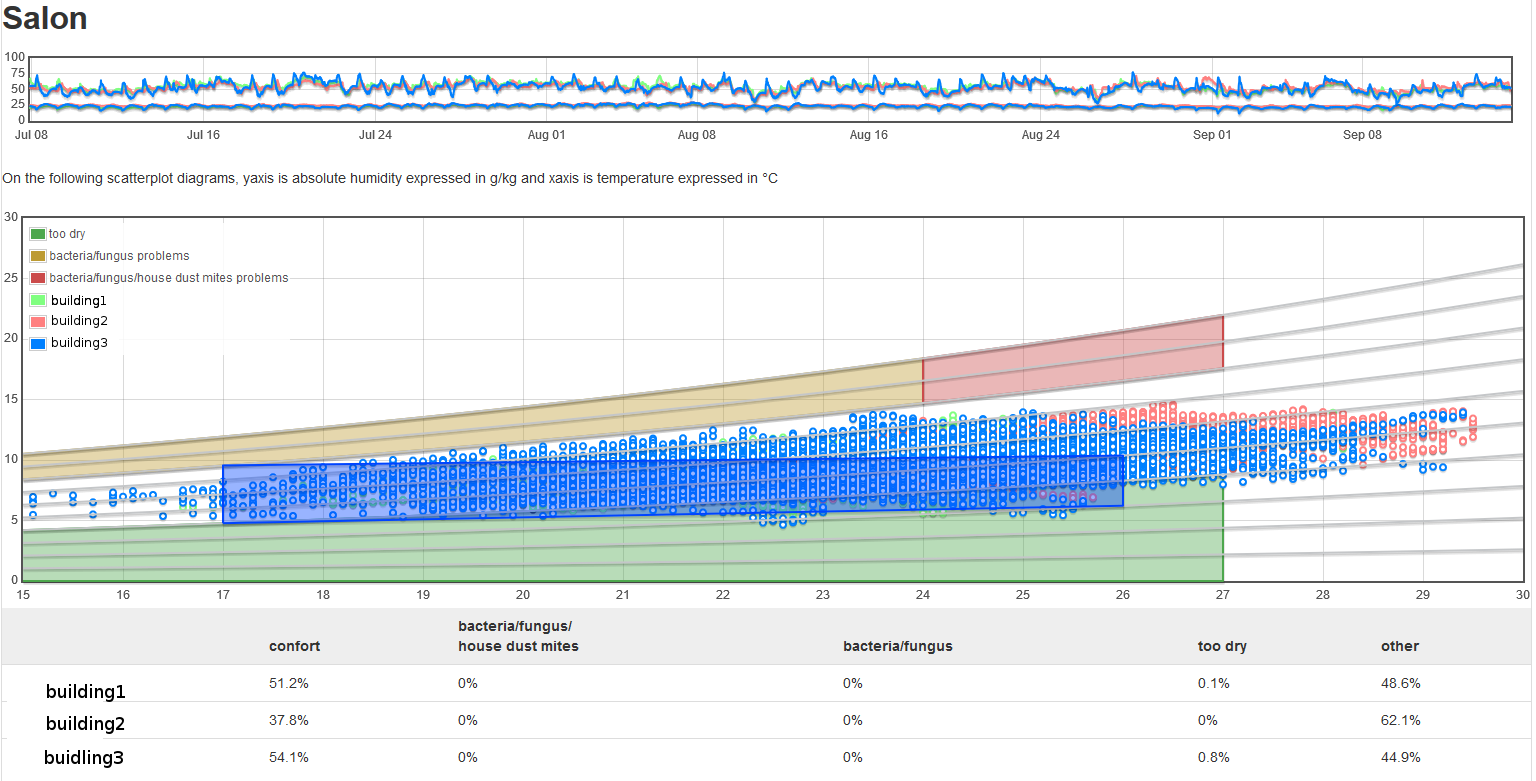 Salon
100
75
50
25
0
Jul 08 Jul 16 Jul 24 Aug 01 Aug 08 Aug 16 Aug 24 Sep 01 Sep 08
On the following scatterplot diagrams, yaxis is absolute humidity expressed in g/kg and xaxis is temperature expressed in °C
30
too dry
bacteria/fungus problems
25
bacteria/fungus/house dust mites problems
building1
building2
20
building3
15
10
5
0
15 16 17 18 19 20 21 22 23 24 25 26 27 28 29 30
bacteria/fungus/
confort house dust mites bacteria/fungus too dry other
building1 51.2% 0% 0% 0.1% 48.6%
building2 37.8% 0% 0% 0% 62.1%
buidling3 54.1% 0% 0% 0.8% 44.9%